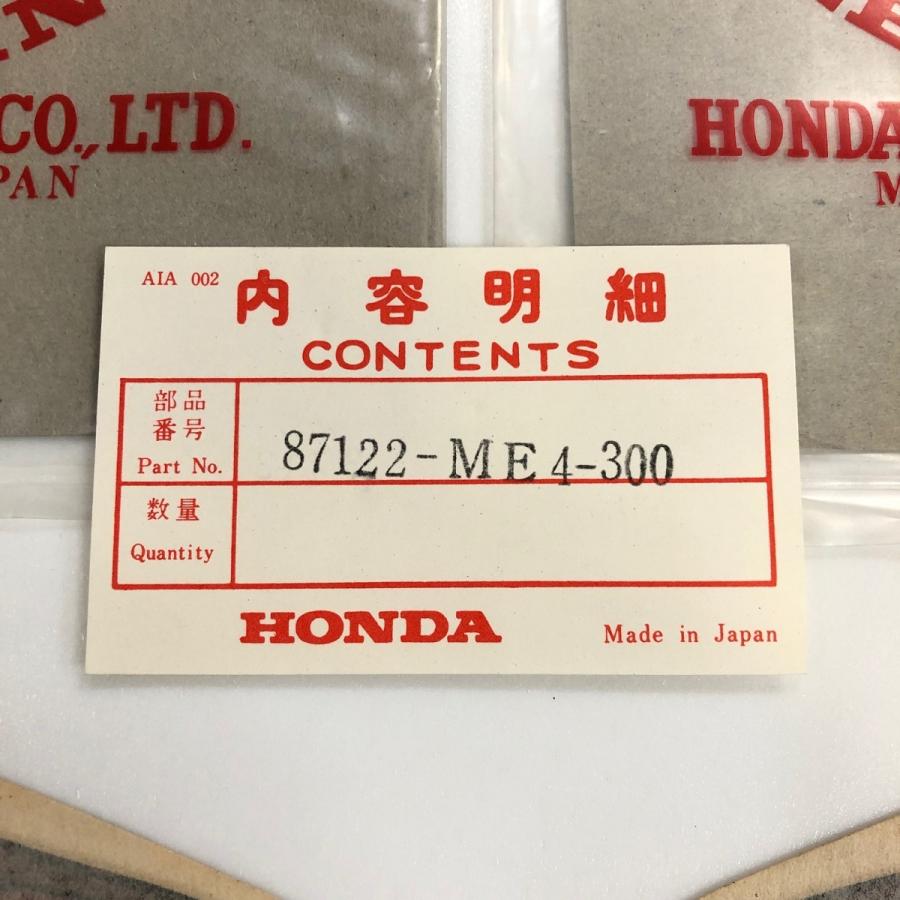 CO., LTD.
HONDA
AIA 002
内容明細
CONTENTS
部品
番号
Part No.
87122-ME4-300
数量
Quantity
HONDA
Made in Japan